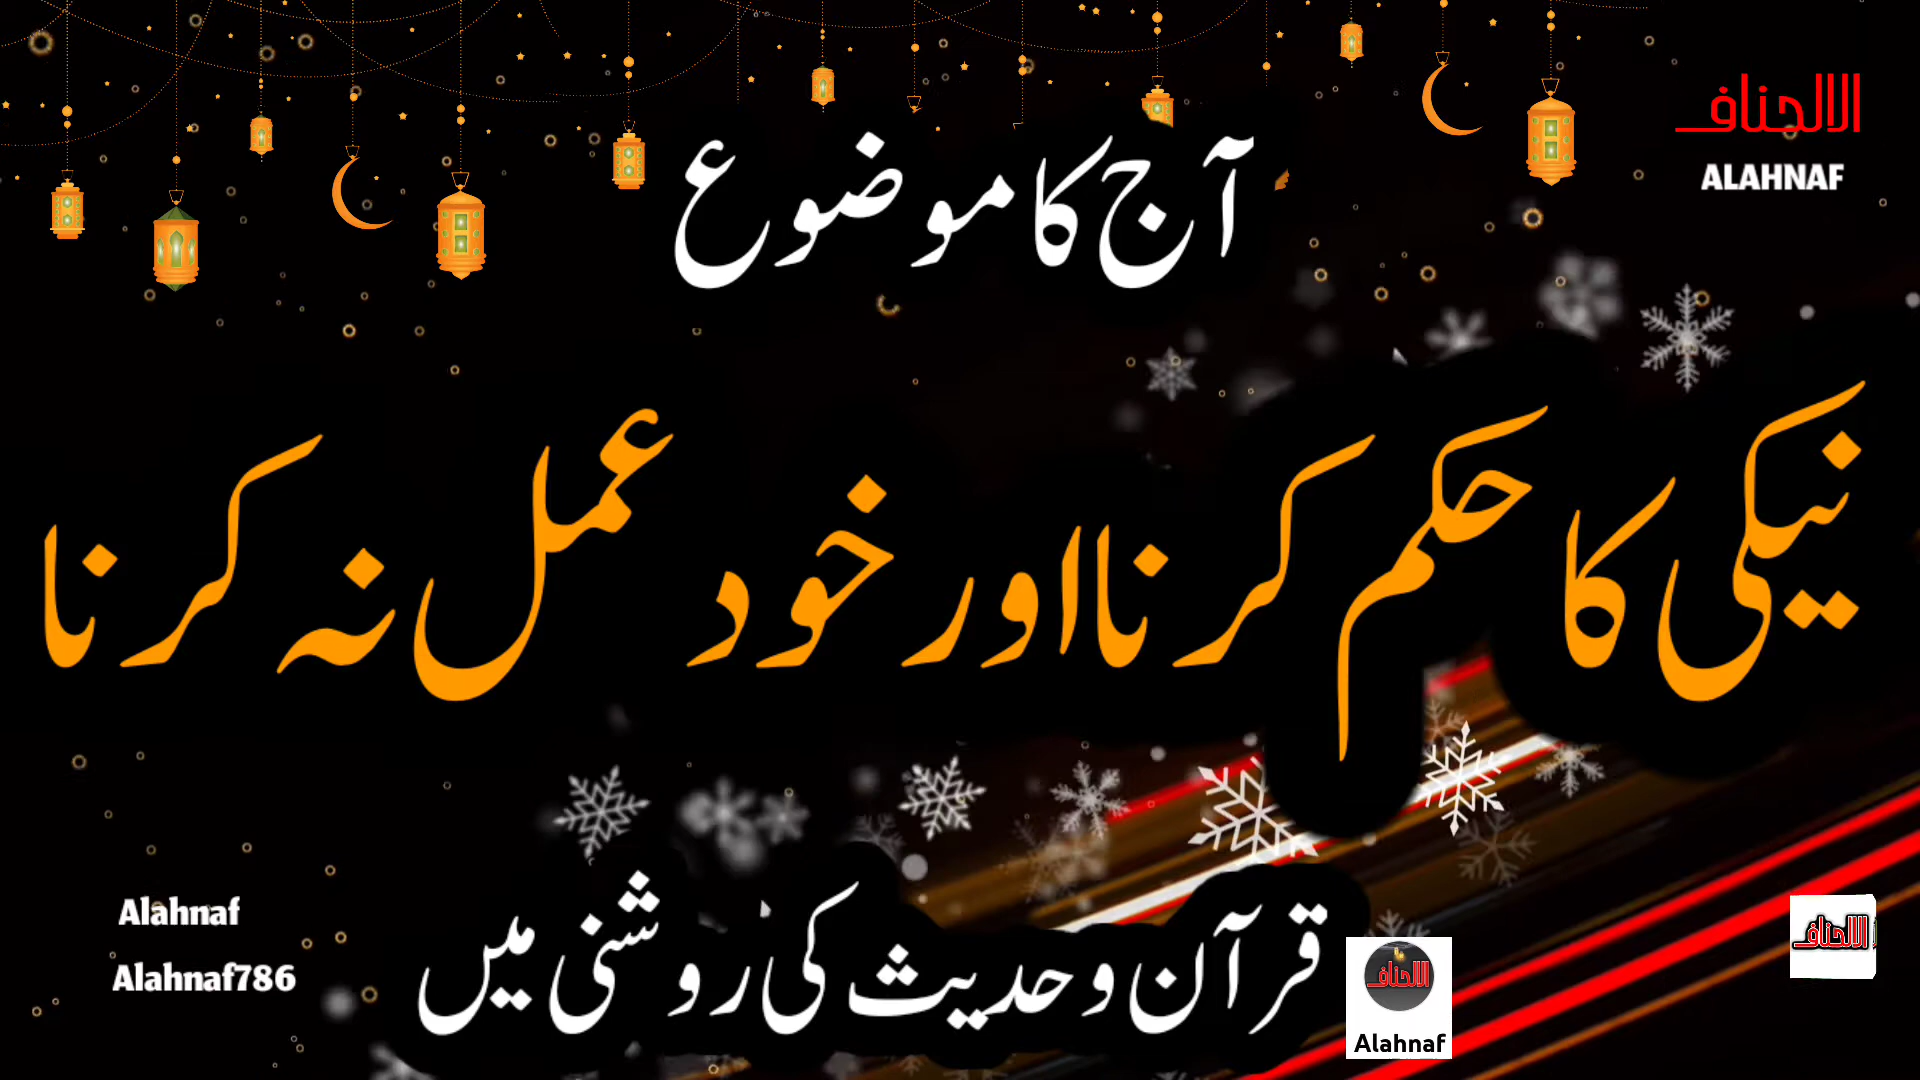 الاحناف
ALAHNAF
آج کا موضوع
نیکی کا حکم کرنا اور خود عمل نہ کرنا
قرآن و حدیث کی روشنی میں
Alahnaf
Alahnaf786
الاحناف
Alahnaf
الاحناف